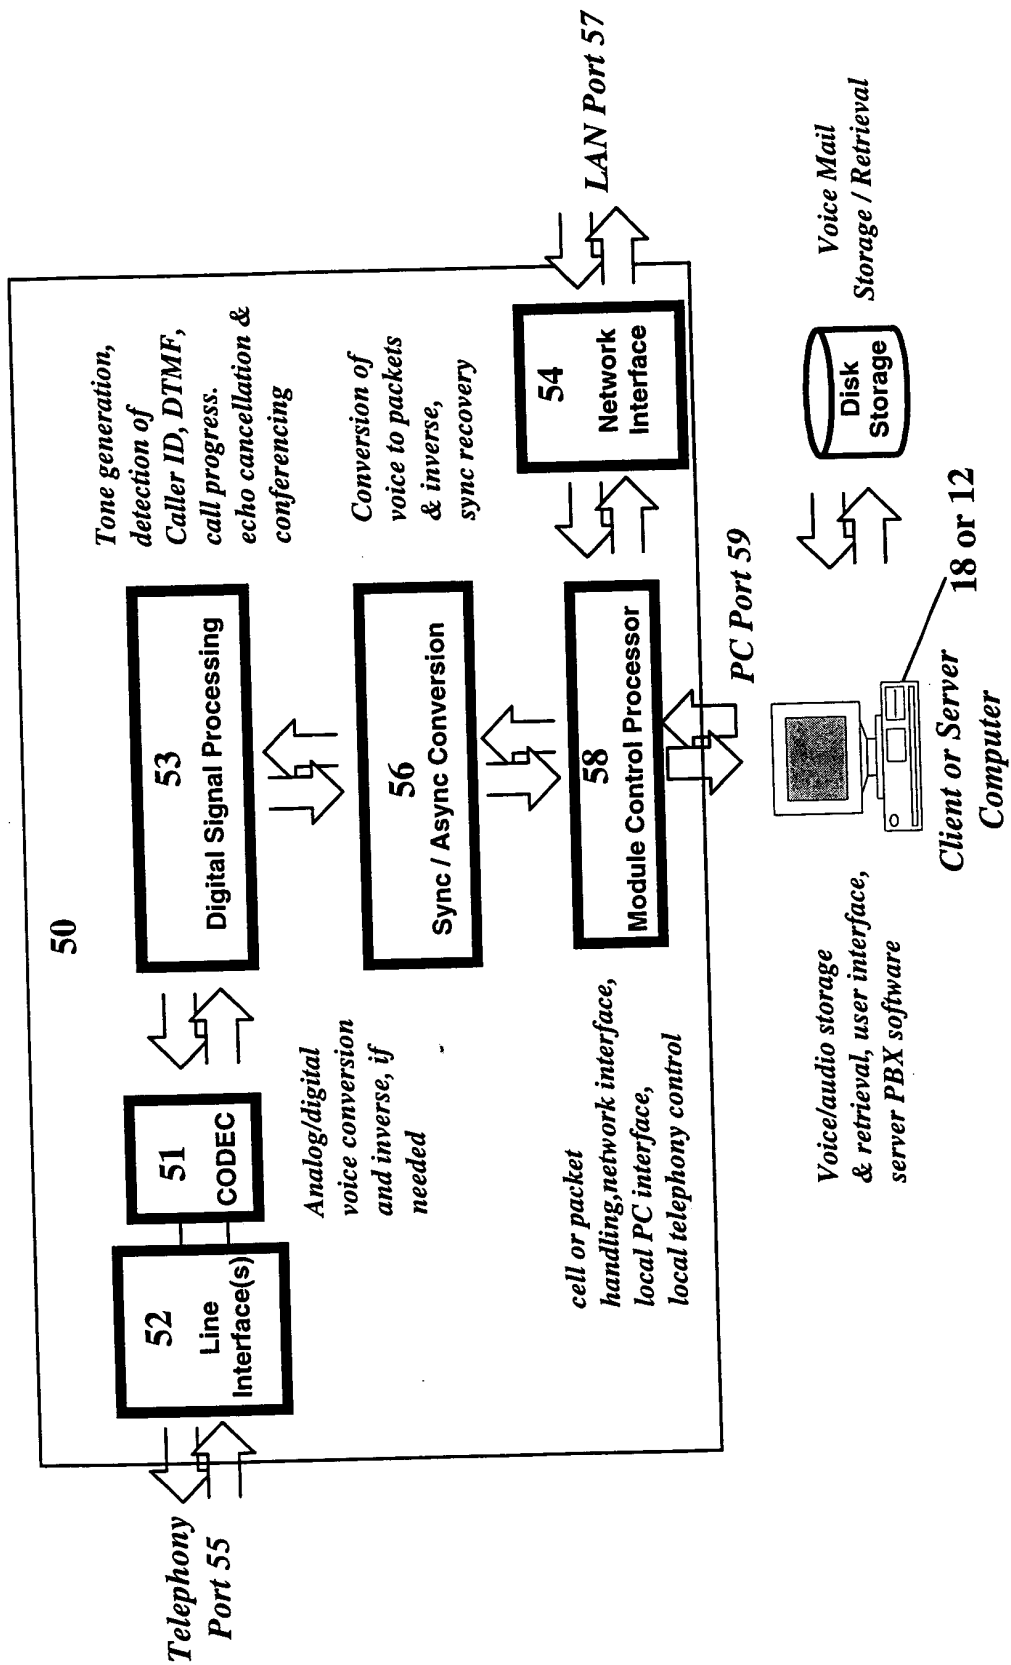 50
Telephony
Port 55
52
Line
Interface(s)
51
CODEC
Analog/digital
voice conversion
and inverse, if
needed
53
Digital Signal Processing
Tone generation,
detection of
Caller ID, DTMF,
call progress.
echo cancellation &
conferencing
56
Sync / Async Conversion
Conversion of
voice to packets
& inverse,
sync recovery
cell or packet
handling,network interface,
local PC interface,
local telephony control
58
Module Control Processor
54
Network
Interface
LAN Port 57
PC Port 59
Voice/audio storage
& retrieval, user interface,
server PBX software
Client or Server
Computer
18 or 12
Disk
Storage
Voice Mail
Storage / Retrieval